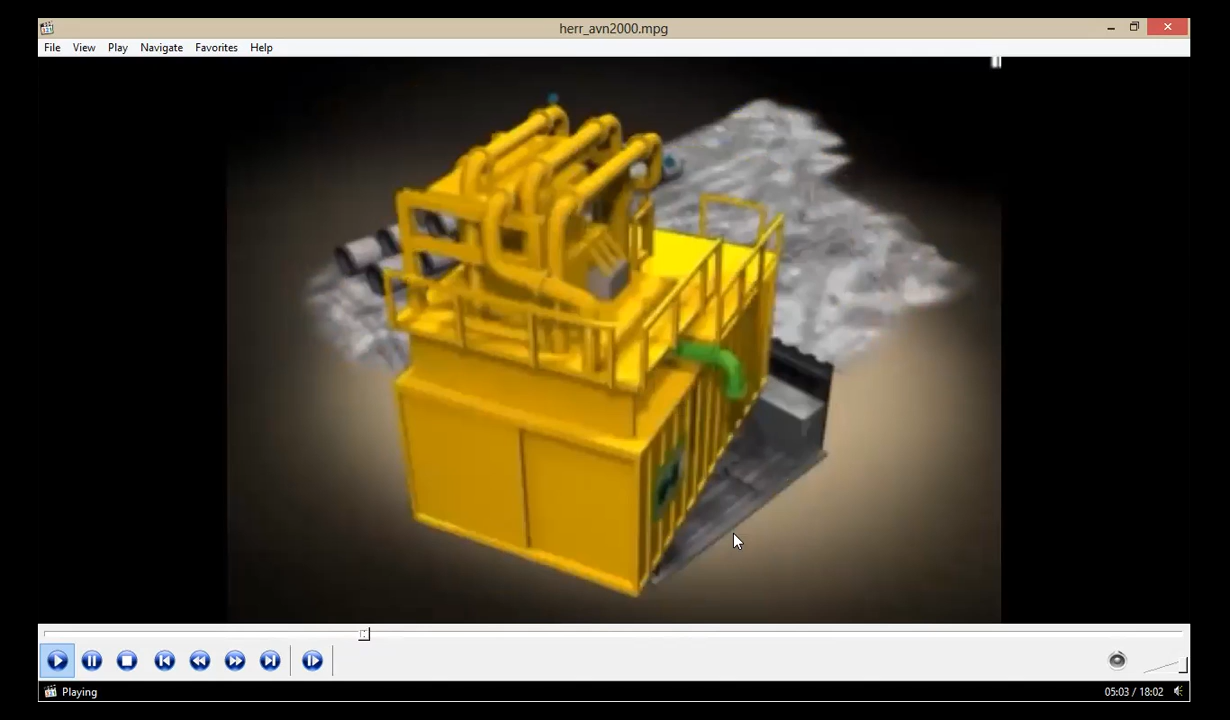 herr_avn2000.mpg
File View Play Navigate Favorites Help
Playing
05:03 / 18:02